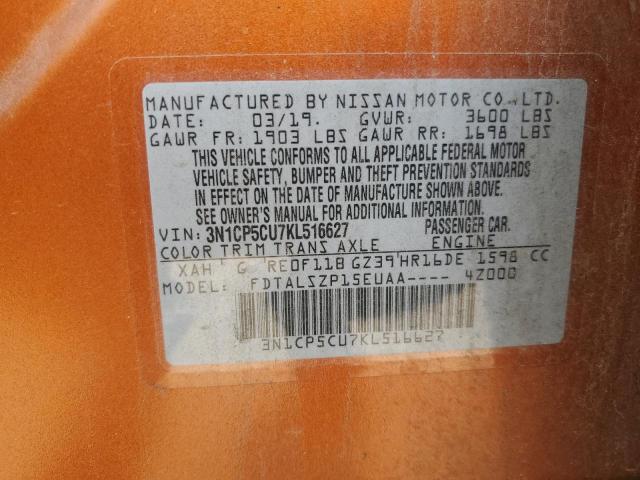 MANUFACTURED BY NISSAN MOTOR CO.,LTD.
DATE: 03/19. GVWR: 3600 LBS
GAWR FR: 1903 LBS GAWR RR: 1698 LBS
THIS VEHICLE CONFORMS TO ALL APPLICABLE FEDERAL MOTOR
VEHICLE SAFETY, BUMPER AND THEFT PREVENTION STANDARDS
IN EFFECT ON THE DATE OF MANUFACTURE SHOWN ABOVE.
SEE OWNER'S MANUAL FOR ADDITIONAL INFORMATION.
VIN: 3N1CP5CU7KL516627 PASSENGER CAR.
COLOR TRIM TRANS AXLE ENGINE
XAH G RE0F11B GZ39 HR16DE 1598 CC
MODEL FDTALSZP15EUAA---- 4Z000
3N1CP5CU7KL516627